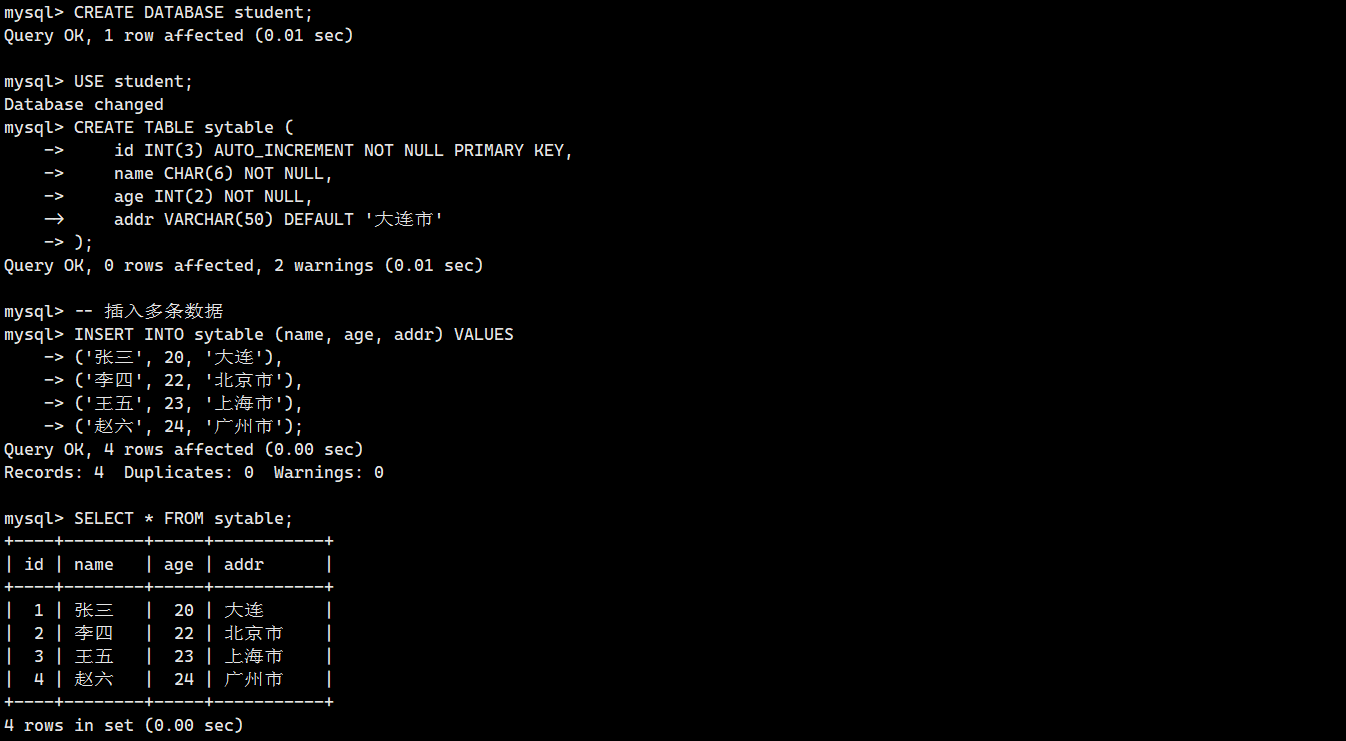 mysql> CREATE DATABASE student;
Query OK, 1 row affected (0.01 sec)

mysql> USE student;
Database changed
mysql> CREATE TABLE sytable (
    ->     id INT(3) AUTO_INCREMENT NOT NULL PRIMARY KEY,
    ->     name CHAR(6) NOT NULL,
    ->     age INT(2) NOT NULL,
    ->     addr VARCHAR(50) DEFAULT '大连市'
    -> );
Query OK, 0 rows affected, 2 warnings (0.01 sec)

mysql> -- 插入多条数据
mysql> INSERT INTO sytable (name, age, addr) VALUES
    -> ('张三', 20, '大连'),
    -> ('李四', 22, '北京市'),
    -> ('王五', 23, '上海市'),
    -> ('赵六', 24, '广州市');
Query OK, 4 rows affected (0.00 sec)
Records: 4  Duplicates: 0  Warnings: 0

mysql> SELECT * FROM sytable;
+----+--------+-----+-----------+
| id | name   | age | addr      |
+----+--------+-----+-----------+
|  1 | 张三   |  20 | 大连      |
|  2 | 李四   |  22 | 北京市    |
|  3 | 王五   |  23 | 上海市    |
|  4 | 赵六   |  24 | 广州市    |
+----+--------+-----+-----------+
4 rows in set (0.00 sec)